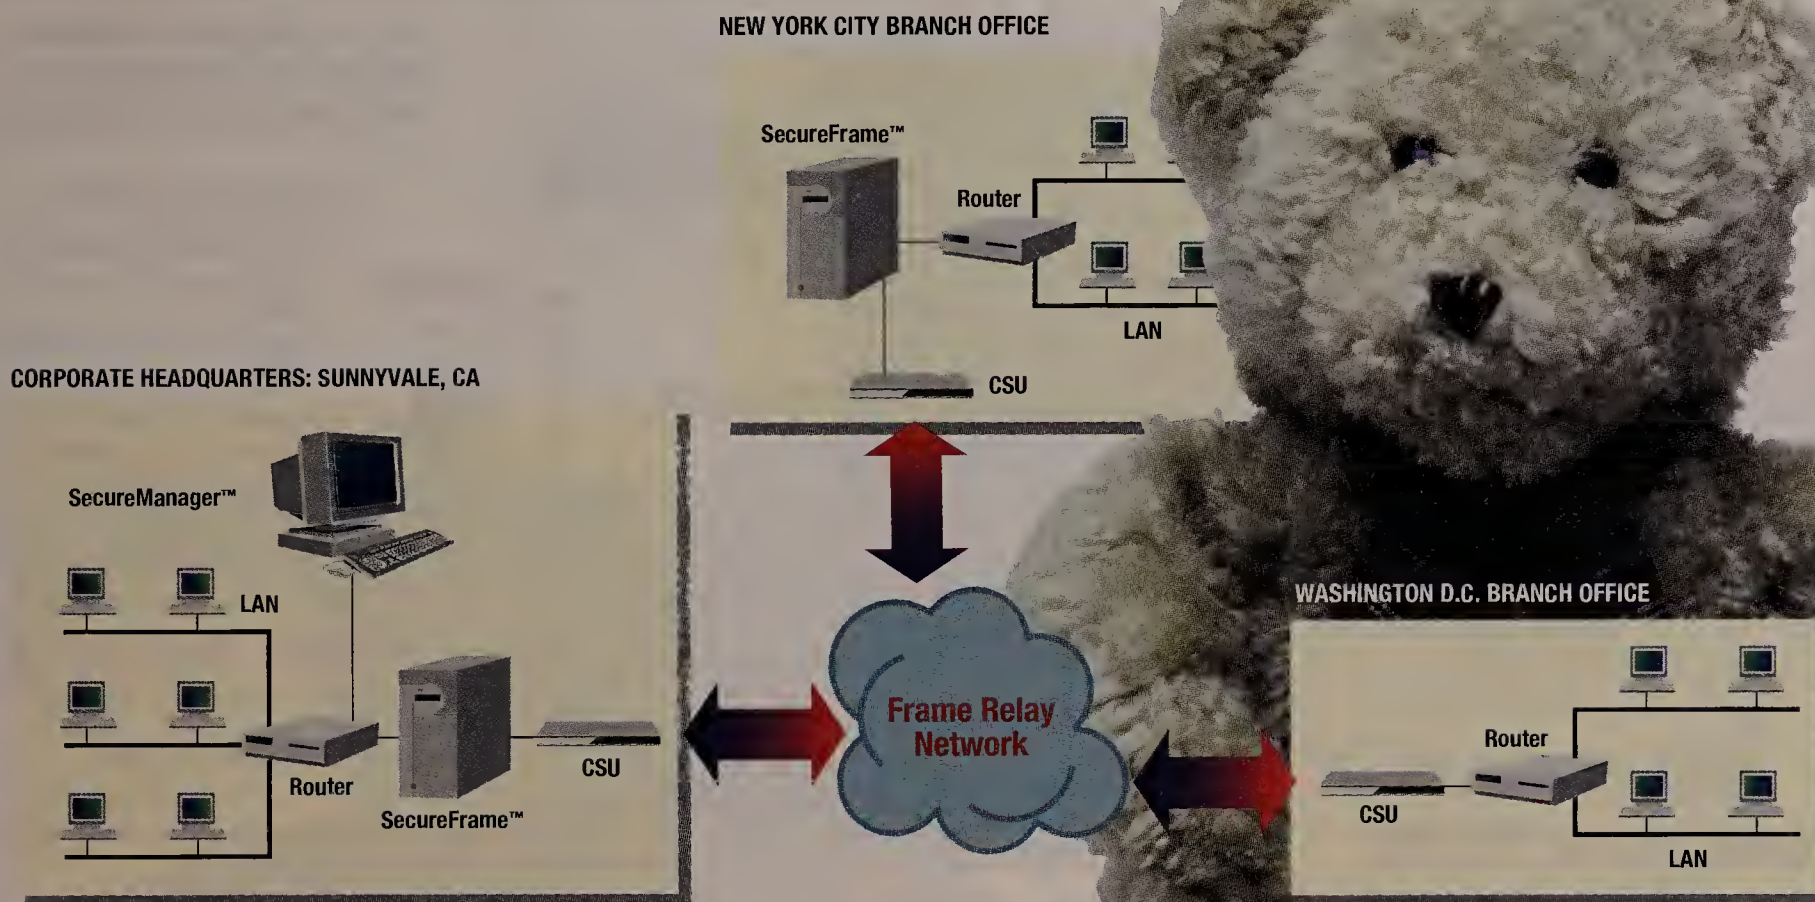 NEW YORK CITY BRANCH OFFICE
SecureFrame™
Router
LAN
CSU
CORPORATE HEADQUARTERS: SUNNYVALE, CA
SecureManager™
LAN
Router
SecureFrame™
CSU
Frame Relay
Network
WASHINGTON D.C. BRANCH OFFICE
Router
CSU
LAN